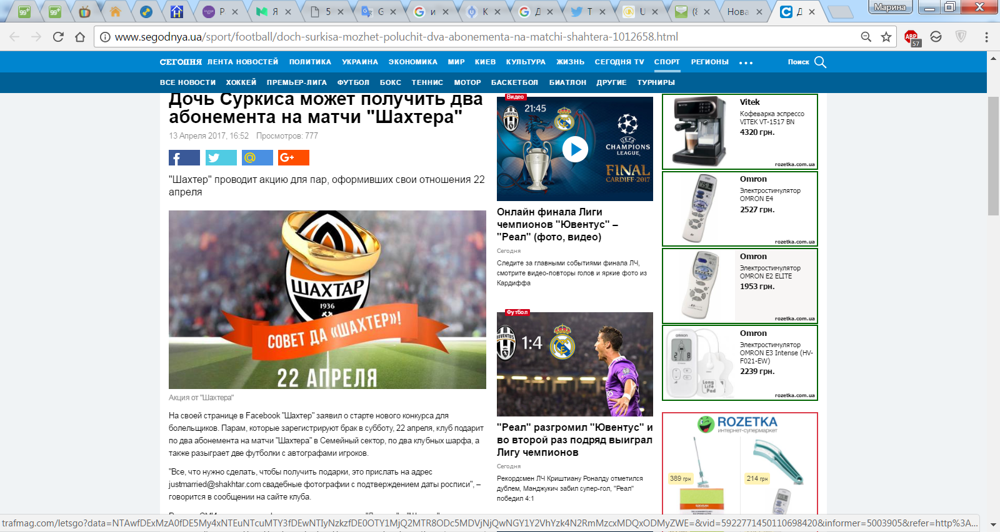 99+
99+
P
Я
5
G
и
К
Д
Т
U
(8
Нова
Д
Марина
www.segodnya.ua/sport/football/doch-surkisa-mozhet-poluchit-dva-abonementa-na-matchi-shahtera-1012658.html
ABP
57
СЕГОДНЯ ЛЕНТА НОВОСТЕЙ ПОЛИТИКА УКРАИНА ЭКОНОМИКА МИР КИЕВ КУЛЬТУРА ЖИЗНЬ СЕГОДНЯ TV СПОРТ РЕГИОНЫ ••• Поиск
ВСЕ НОВОСТИ ХОККЕЙ ПРЕМЬЕР-ЛИГА ФУТБОЛ БОКС ТЕННИС МОТОР БАСКЕТБОЛ БИАТЛОН ДРУГИЕ ТУРНИРЫ
Дочь Суркиса может получить два
абонемента на матчи "Шахтера"
13 Апреля 2017, 16:52 Просмотров: 777
"Шахтер" проводит акцию для пар, оформивших свои отношения 22
апреля
ШАХТАР
1936
СОВЕТ ДА «ШАХТЕР»!
22 АПРЕЛЯ
Акция от "Шахтера"
На своей странице в Facebook "Шахтер" заявил о старте нового конкурса для
болельщиков. Парам, которые зарегистрируют брак в субботу, 22 апреля, клуб подарит
по два абонемента на матчи "Шахтера" в Семейный сектор, по два клубных шарфа, а
также разыграет две футболки с автографами игроков.
"Все, что нужно сделать, чтобы получить подарки, это прислать на адрес
justmarried@shakhtar.com свадебные фотографии с подтверждением даты росписи", –
говорится в сообщении на сайте клуба.
Видео
21:45
JUVENTUS
UEFA
CHAMPIONS
LEAGUE
FINAL
CARDIFF-2017
Онлайн финала Лиги
чемпионов "Ювентус" –
"Реал" (фото, видео)
Сегодня
Следите за главными событиями финала ЛЧ,
смотрите видео-повторы голов и яркие фото из
Кардиффа
Футбол
JUVENTUS
1:4
"Реал" разгромил "Ювентус" и
во второй раз подряд выиграл
Лигу чемпионов
Сегодня
Рекордсмен ЛЧ Криштиану Роналду отметился
дублем, Манджукич забил супер-гол, "Реал"
победил 4:1
Vitek
Кофеварка эспрессо
VITEK VT-1517 BN
4320 грн.
rozetka.com.ua
Omron
Электростимулятор
OMRON E4
2527 грн.
rozetka.com.ua
Omron
Электростимулятор
OMRON E2 ELITE
1953 грн.
rozetka.com.ua
Omron
Электростимулятор
OMRON E3 Intense (HV-
F021-EW)
2239 грн.
rozetka.com.ua
OMRON
2 8
Long
Life
Pad
ROZETKA
интернет-супермаркет
389 грн
214 грн
trafmag.com/letsgo?data=NTAwfDExMzA0fDE5My4xNTEuNTcuMTY3fDEwNTIyNzkzfDE0OTY1MjQ2MTR8ODc5MDVjNjQwNGY1Y2VhYzk4N2RmMzcxMDQxODMyZWE=&vid=5922771450110698420&informer=5003905&refer=http%3A...